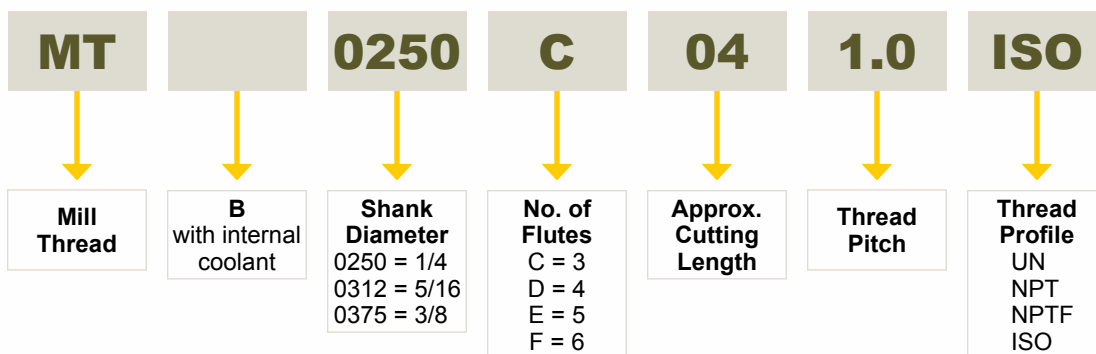 MT 0250 C 04 1.0 ISO
Mill
Thread
B
with internal
coolant
Shank
Diameter
0250 = 1/4
0312 = 5/16
0375 = 3/8
No. of
Flutes
C = 3
D = 4
E = 5
F = 6
Approx.
Cutting
Length
Thread
Pitch
Thread
Profile
UN
NPT
NPTF
ISO